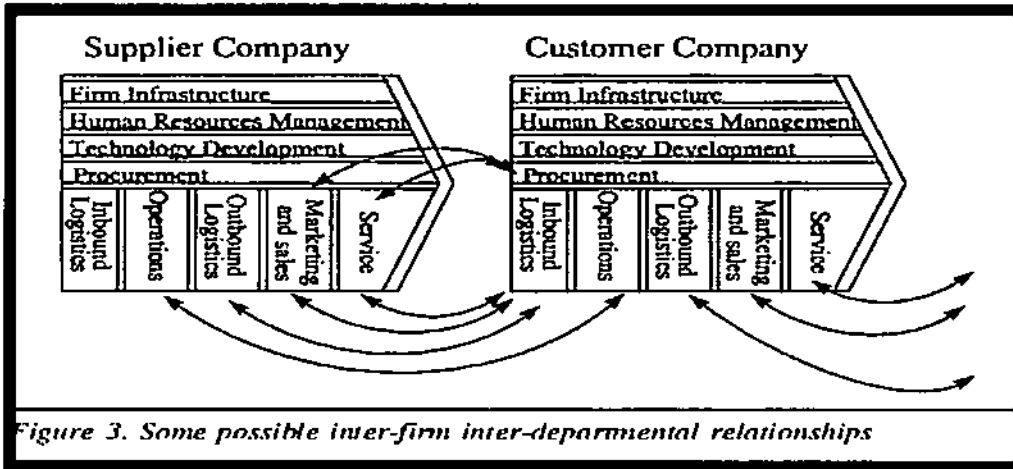 Supplier Company
Firm Infrastructure
Human Resources Management
Technology Development
Procurement
Inbound
Logistics
Operations
Outbound
Logistics
Marketing
and sales
Service
Customer Company
Firm Infrastructure
Human Resources Management
Technology Development
Procurement
Inbound
Logistics
Operations
Outbound
Logistics
Marketing
and sales
Service
Figure 3. Some possible inter-firm inter-deparmental relationships